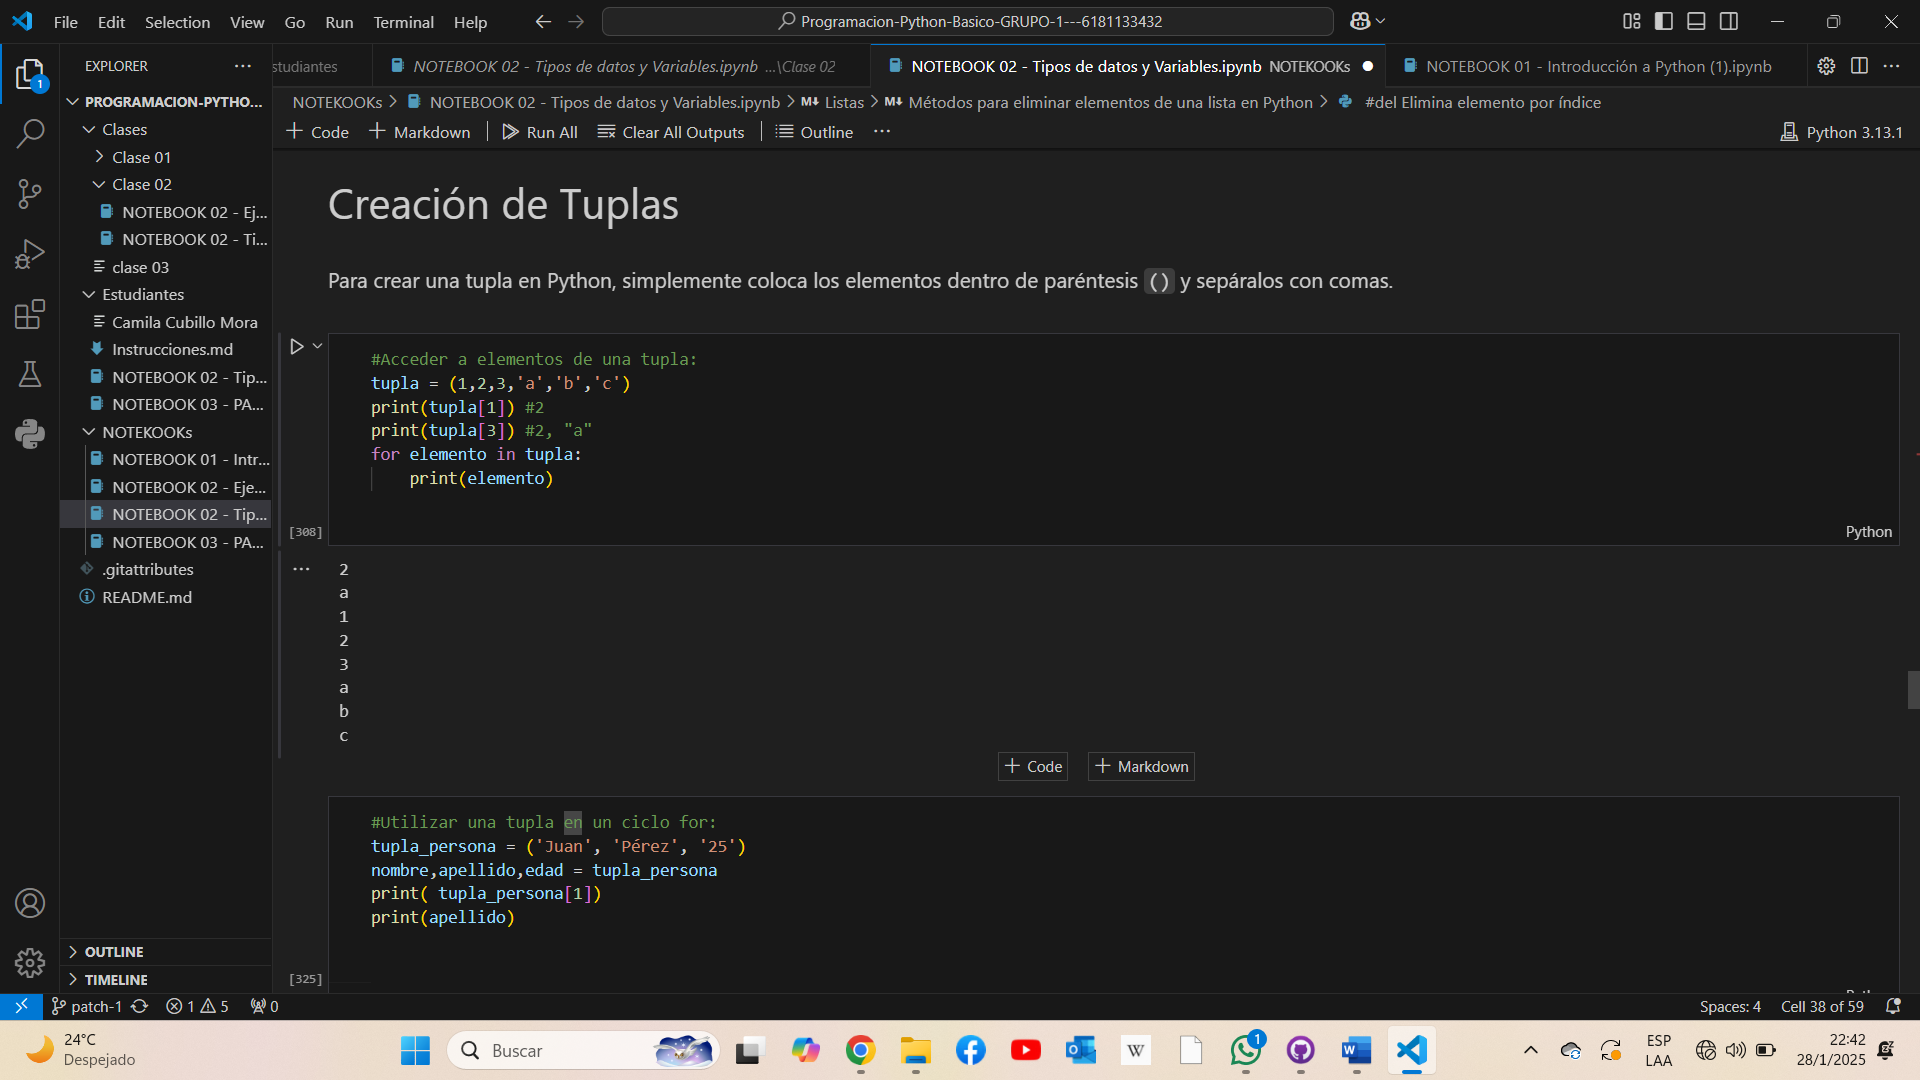 File Edit Selection View Go Run Terminal Help
Programacion-Python-Basico-GRUPO-1---6181133432
EXPLORER
studiantes
NOTEBOOK 02 - Tipos de datos y Variables.ipynb ...\Clase 02
NOTEBOOK 02 - Tipos de datos y Variables.ipynb NOTEKOOKs
NOTEBOOK 01 - Introducción a Python (1).ipynb
NOTEKOOKs > NOTEBOOK 02 - Tipos de datos y Variables.ipynb > Listas > Métodos para eliminar elementos de una lista en Python > #del Elimina elemento por índice
+ Code + Markdown Run All Clear All Outputs Outline ...
Python 3.13.1
PROGRAMACION-PYTHO...
Clases
Clase 01
Clase 02
NOTEBOOK 02 - Ej...
NOTEBOOK 02 - Ti...
clase 03
Estudiantes
Camila Cubillo Mora
Instrucciones.md
NOTEBOOK 02 - Tip...
NOTEBOOK 03 - PA...
NOTEKOOKs
NOTEBOOK 01 - Intr...
NOTEBOOK 02 - Eje...
NOTEBOOK 02 - Tip...
NOTEBOOK 03 - PA...
.gitattributes
README.md
OUTLINE
TIMELINE
Creación de Tuplas
Para crear una tupla en Python, simplemente coloca los elementos dentro de paréntesis () y sepáralos con comas.
#Acceder a elementos de una tupla:
tupla = (1,2,3,'a','b','c')
print(tupla[1]) #2
print(tupla[3]) #2, "a"
for elemento in tupla:
    print(elemento)
[308]
Python
2
a
1
2
3
a
b
c
+ Code + Markdown
#Utilizar una tupla en un ciclo for:
tupla_persona = ('Juan', 'Pérez', '25')
nombre,apellido,edad = tupla_persona
print( tupla_persona[1])
print(apellido)
[325]
patch-1 1 5 0
Spaces: 4 Cell 38 of 59
24°C
Despejado
Buscar
W
1
ESP
LAA
22:42
28/1/2025